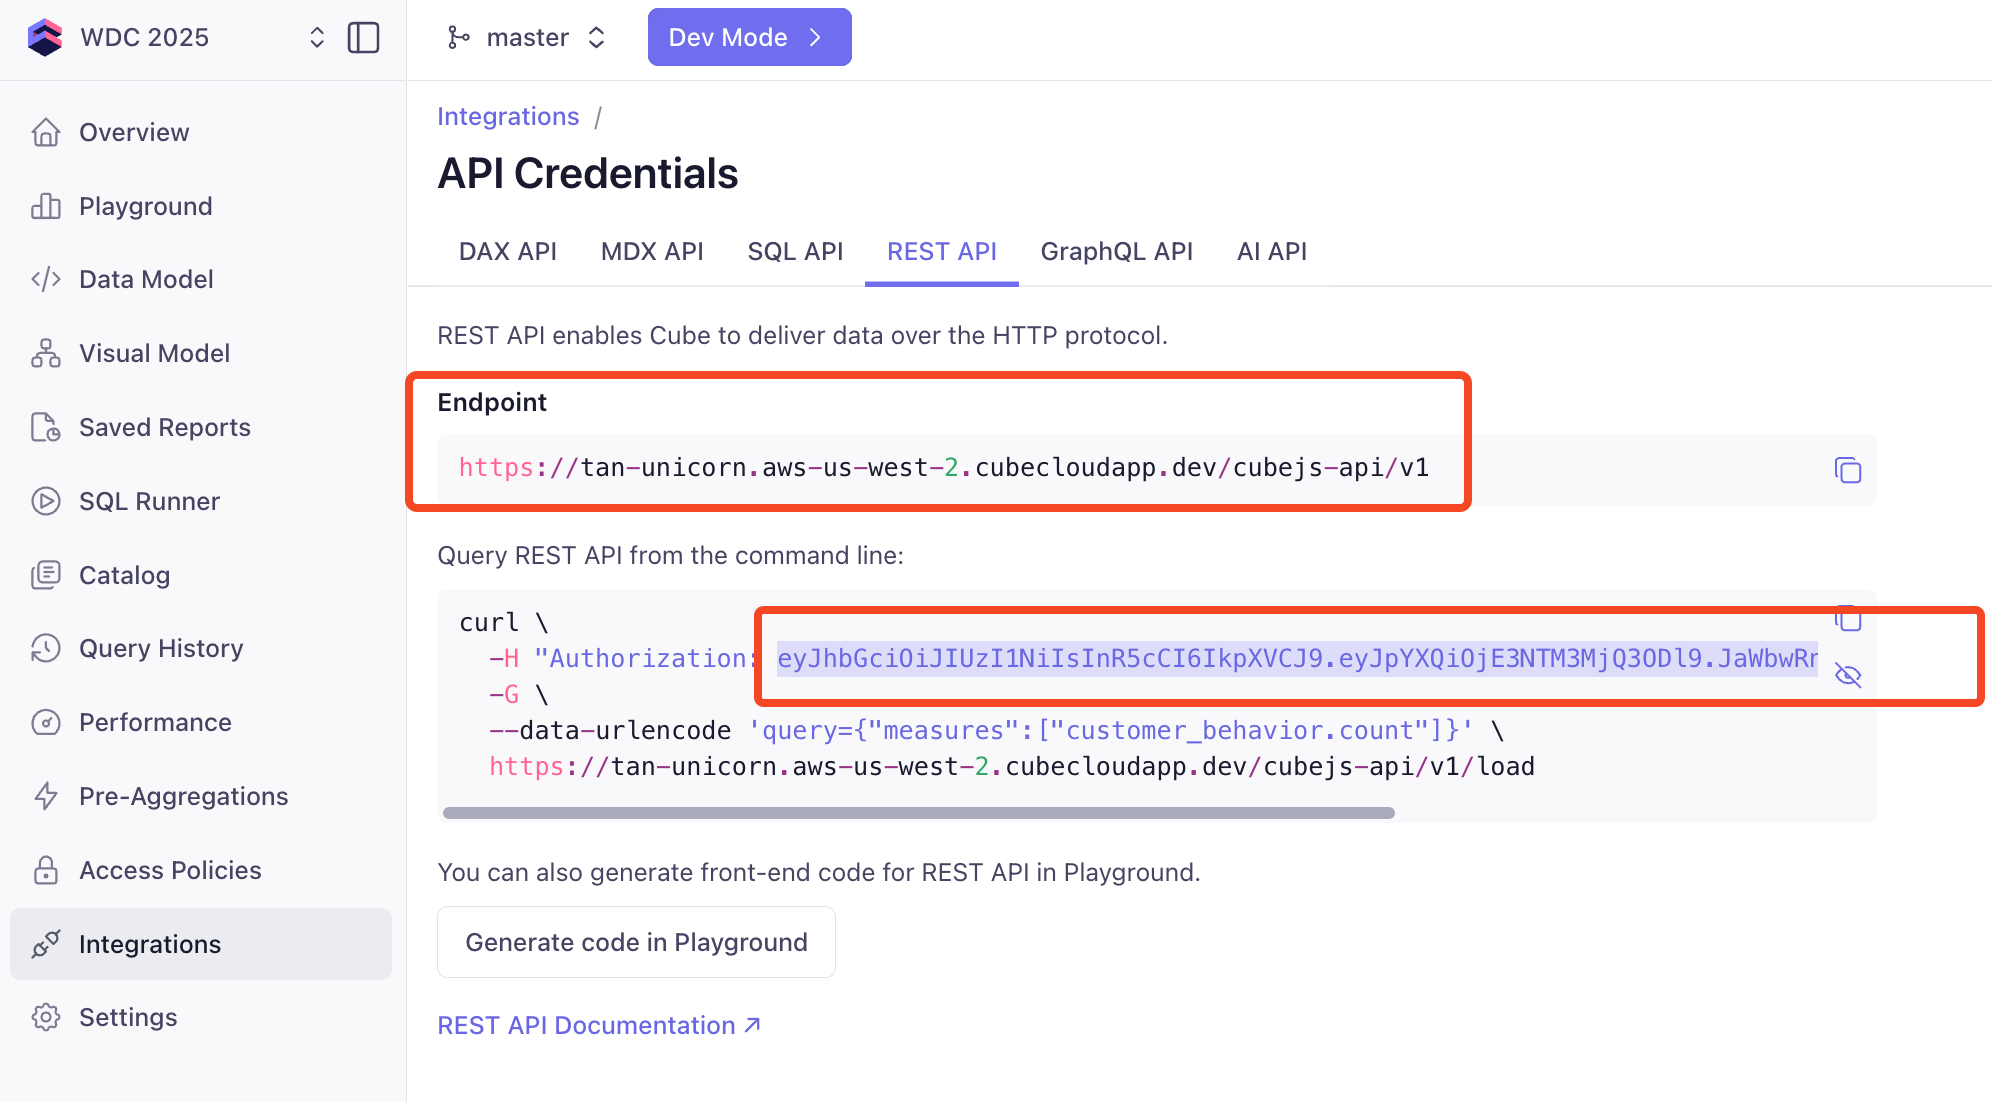 WDC 2025
master
Dev Mode
Overview
Playground
Data Model
Visual Model
Saved Reports
SQL Runner
Catalog
Query History
Performance
Pre-Aggregations
Access Policies
Integrations
Settings
Integrations /
API Credentials
DAX API MDX API SQL API REST API GraphQL API AI API
REST API enables Cube to deliver data over the HTTP protocol.
Endpoint
https://tan-unicorn.aws-us-west-2.cubecloudapp.dev/cubejs-api/v1
Query REST API from the command line:
curl \
-H "Authorization: eyJhbGciOiJIUzI1NiIsInR5cCI6IkpXVCJ9.eyJpYXQiOjE3NTM3MjQ3ODl9.JaWbwRr
-G \
--data-urlencode 'query={"measures":["customer_behavior.count"]}' \
https://tan-unicorn.aws-us-west-2.cubecloudapp.dev/cubejs-api/v1/load
You can also generate front-end code for REST API in Playground.
Generate code in Playground
REST API Documentation ↗